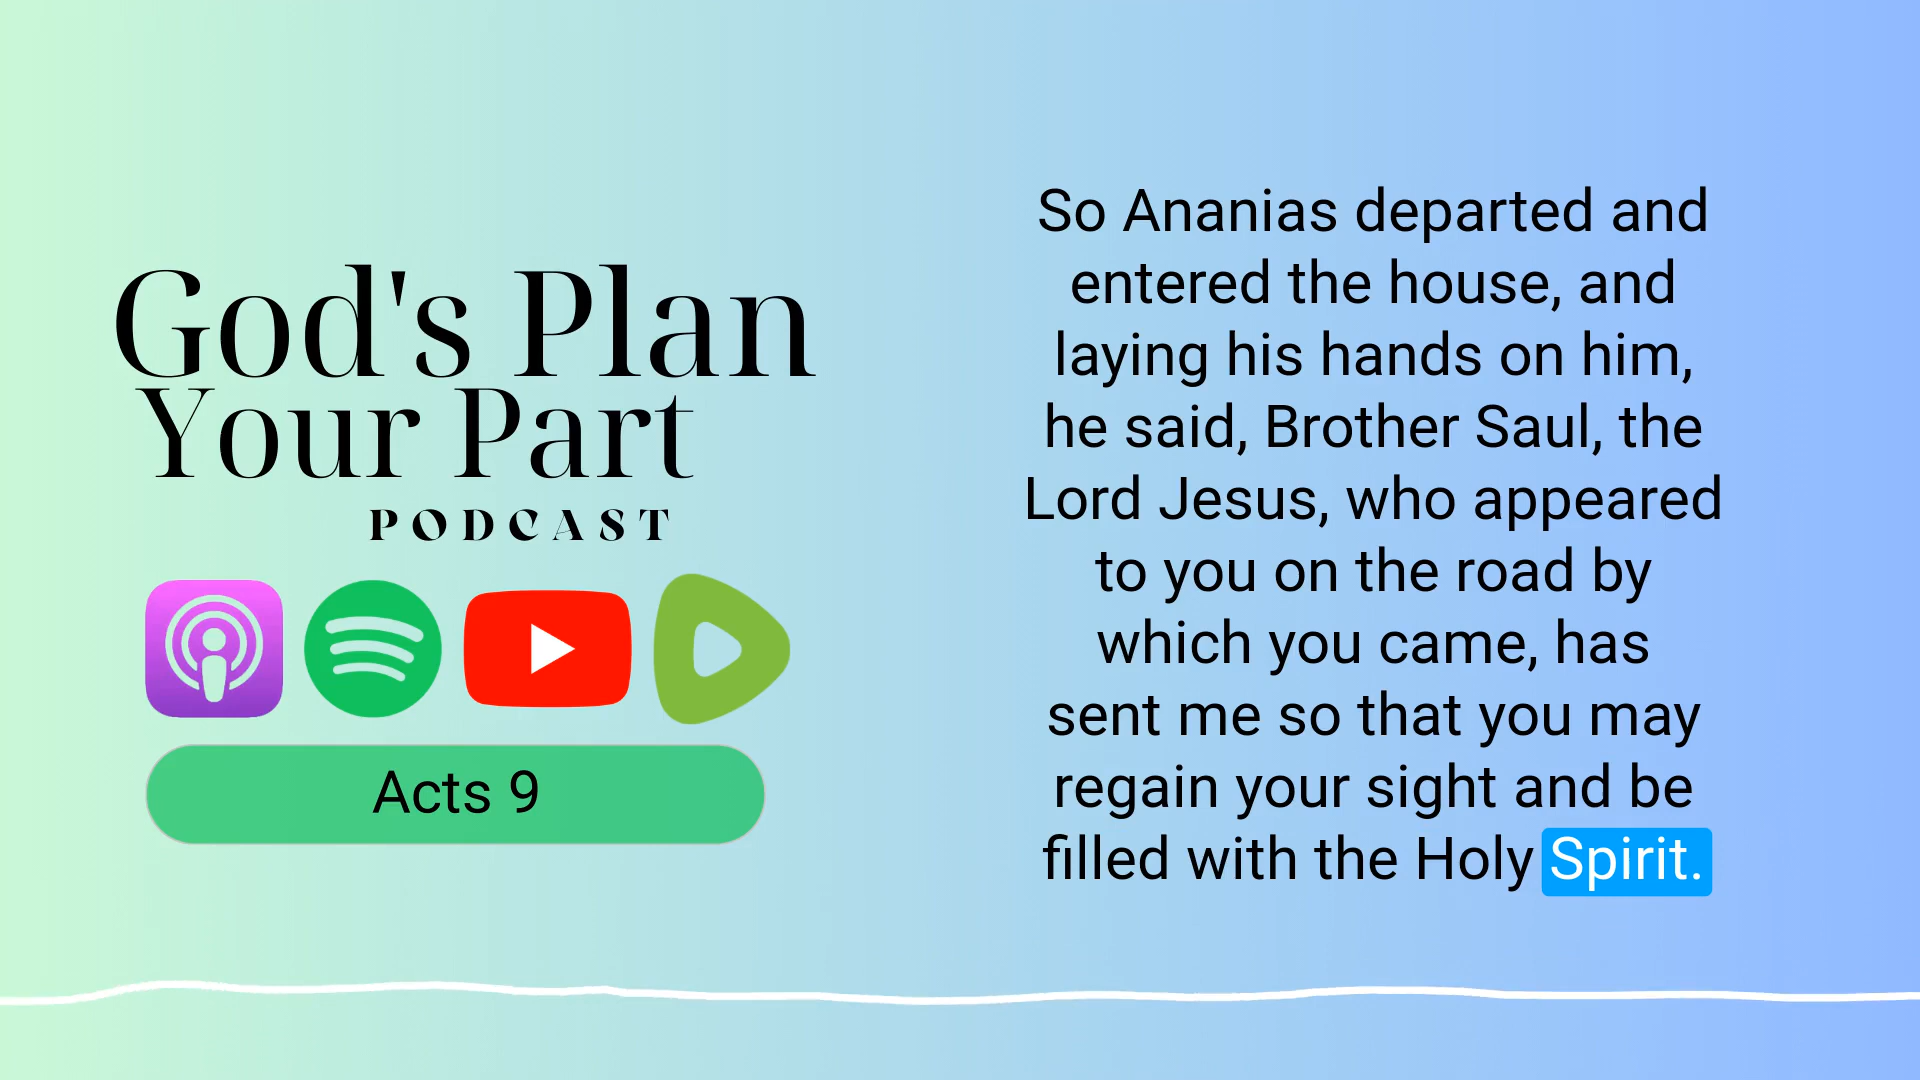 God's Plan
Your Part
PODCAST
Acts 9
So Ananias departed and
entered the house, and
laying his hands on him,
he said, Brother Saul, the
Lord Jesus, who appeared
to you on the road by
which you came, has
sent me so that you may
regain your sight and be
filled with the Holy Spirit.